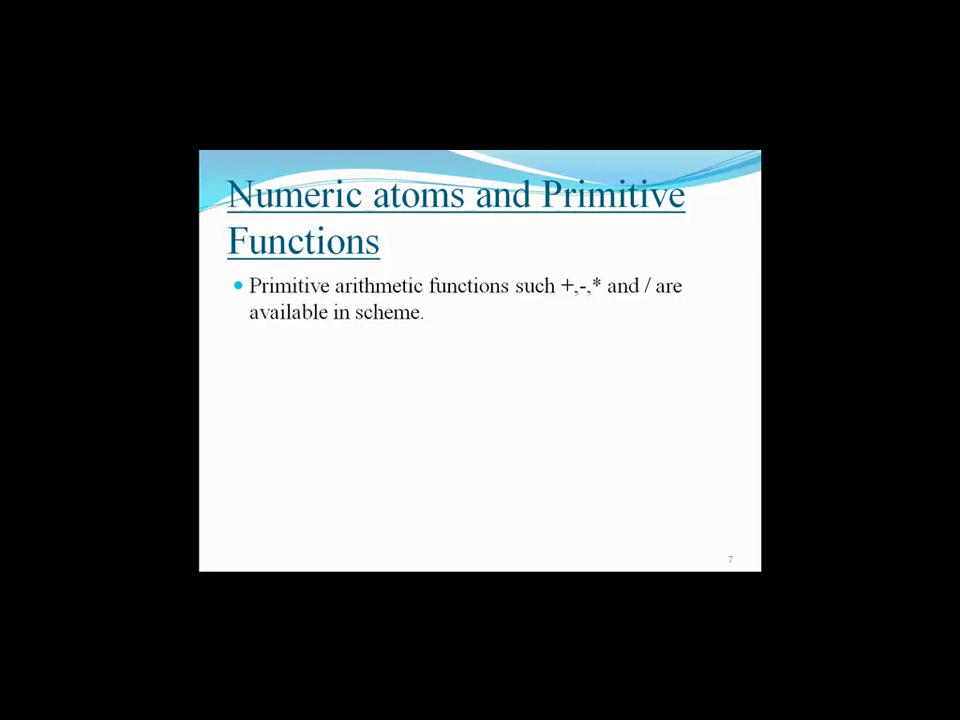 Numeric atoms and Primitive
Functions
• Primitive arithmetic functions such +,-,* and / are
available in scheme.
7